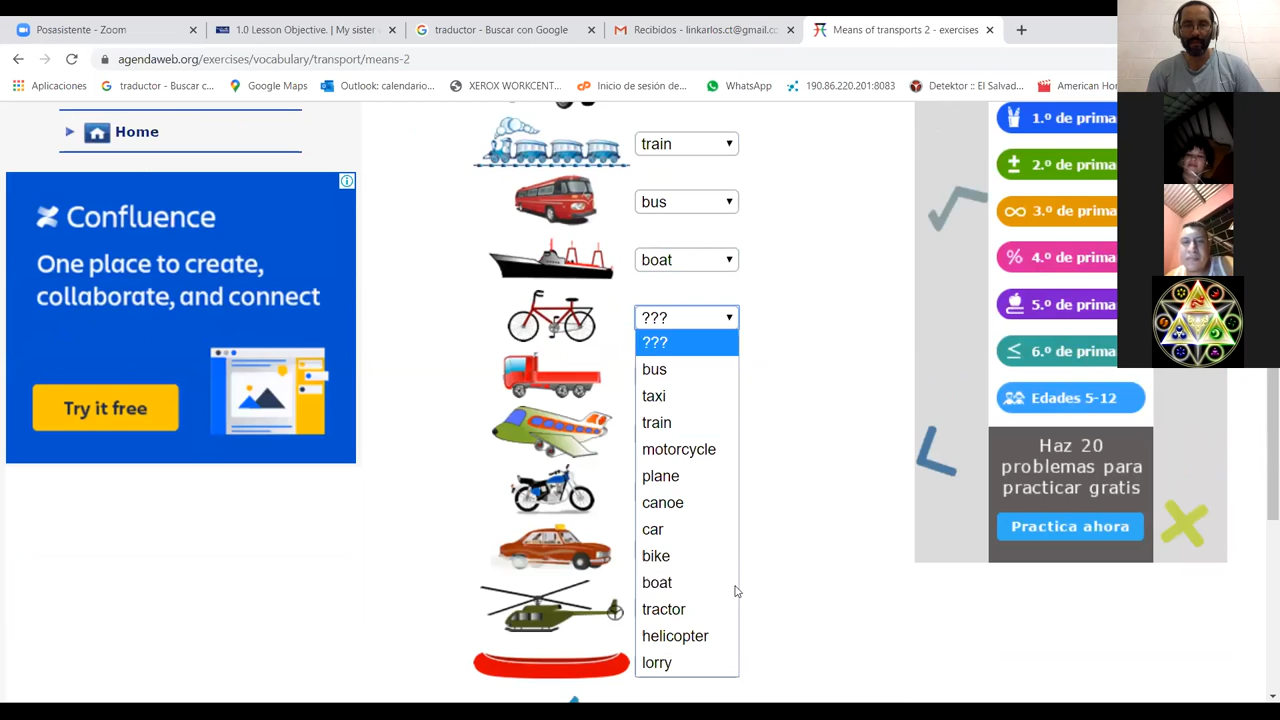 Posasistente - Zoom
1.0 Lesson Objective. | My sister i
traductor - Buscar con Google
Recibidos - linkarlos.ct@gmail.co
Means of transports 2 - exercises
agendaweb.org/exercises/vocabulary/transport/means-2
Aplicaciones
traductor - Buscar c...
Google Maps
Outlook: calendario...
XEROX WORKCENT...
Inicio de sesión de...
WhatsApp
190.86.220.201:8083
Detektor :: El Salvad...
American Ho
Home
Confluence
One place to create,
collaborate, and connect
Try it free
train
bus
boat
???
???
bus
taxi
train
motorcycle
plane
canoe
car
bike
boat
tractor
helicopter
lorry
1.º de prima
2.º de prima
3.º de prima
4.º de prima
5.º de prima
6.º de prima
Edades 5-12
Haz 20
problemas para
practicar gratis
Practica ahora